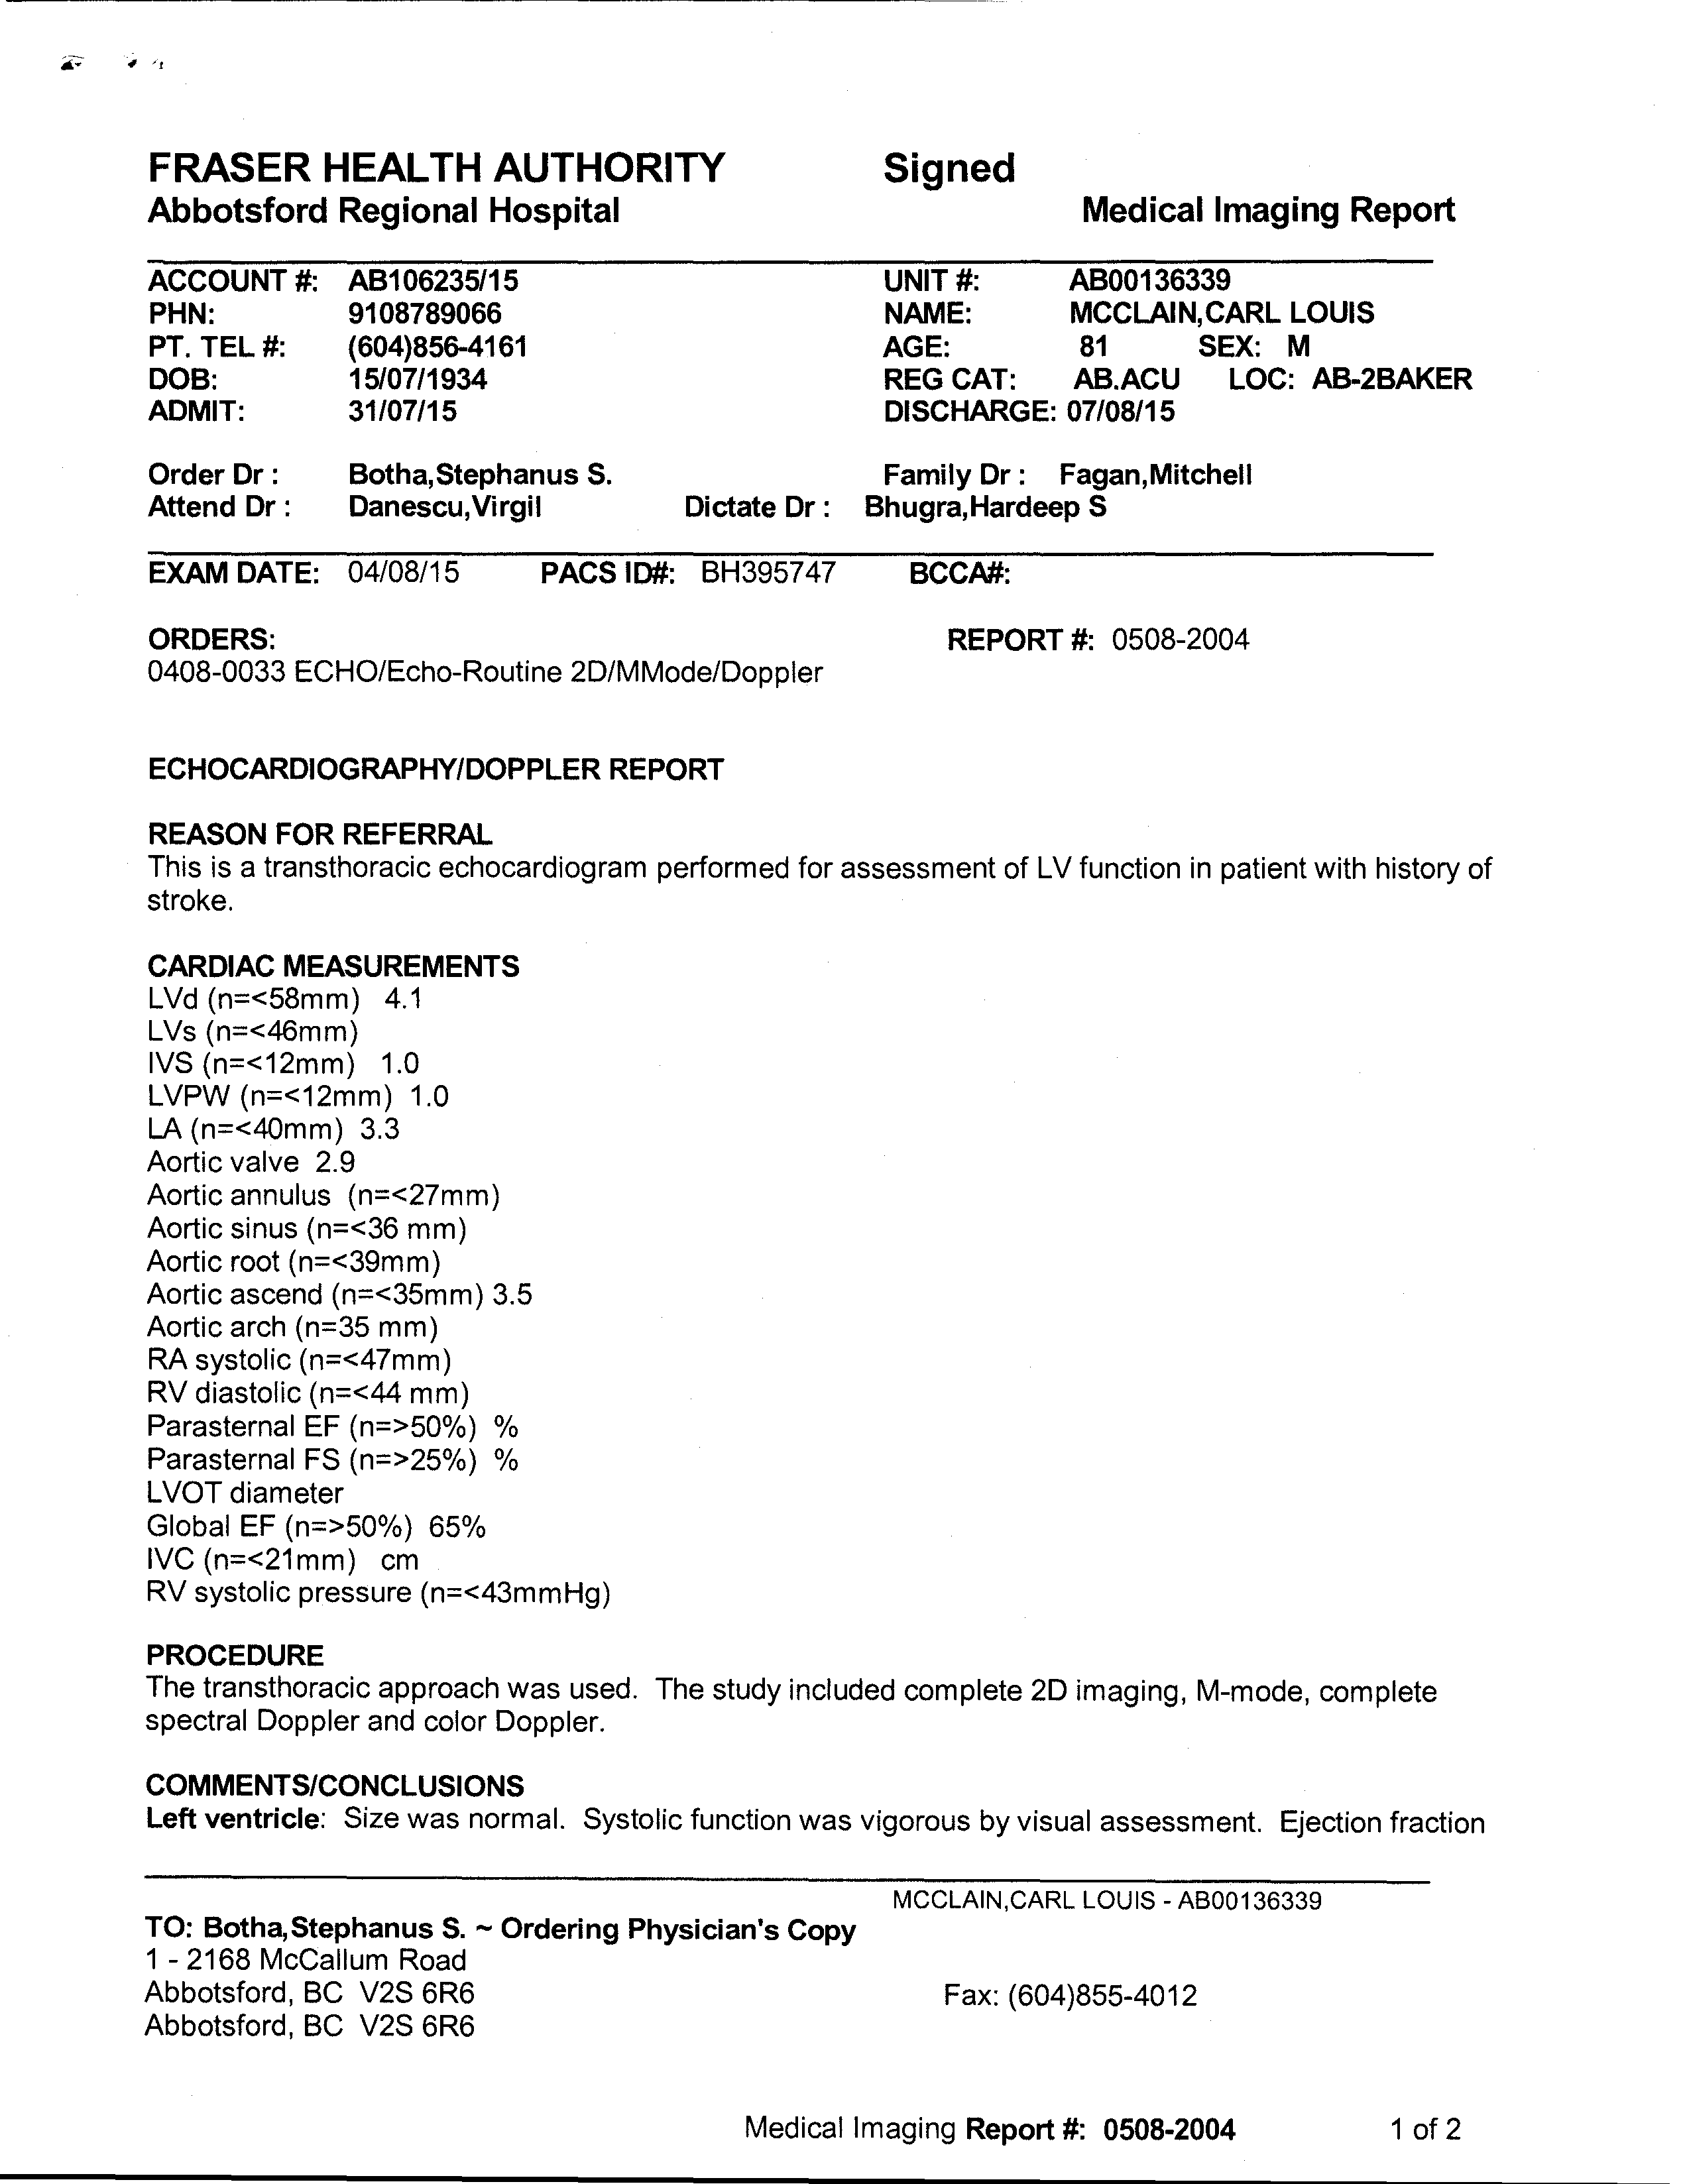 FRASER HEALTH AUTHORITY Signed
Abbotsford Regional Hospital Medical Imaging Report
ACCOUNT #: AB106235/15 UNIT #: AB00136339
PHN: 9108789066 NAME: MCCLAIN,CARL LOUIS
PT. TEL #: (604)856-4161 AGE: 81 SEX: M
DOB: 15/07/1934 REG CAT: AB.ACU LOC: AB-2BAKER
ADMIT: 31/07/15 DISCHARGE: 07/08/15
Order Dr : Botha,Stephanus S. Family Dr : Fagan,Mitchell
Attend Dr : Danescu,Virgil Dictate Dr : Bhugra,Hardeep S
EXAM DATE: 04/08/15 PACS ID#: BH395747 BCCA#:
ORDERS: REPORT #: 0508-2004
0408-0033 ECHO/Echo-Routine 2D/MMode/Doppler
ECHOCARDIOGRAPHY/DOPPLER REPORT
REASON FOR REFERRAL
This is a transthoracic echocardiogram performed for assessment of LV function in patient with history of
stroke.
CARDIAC MEASUREMENTS
LVd (n=<58mm) 4.1
LVs (n=<46mm)
IVS (n=<12mm) 1.0
LVPW (n=<12mm) 1.0
LA (n=<40mm) 3.3
Aortic valve 2.9
Aortic annulus (n=<27mm)
Aortic sinus (n=<36 mm)
Aortic root (n=<39mm)
Aortic ascend (n=<35mm) 3.5
Aortic arch (n=35 mm)
RA systolic (n=<47mm)
RV diastolic (n=<44 mm)
Parasternal EF (n=>50%) %
Parasternal FS (n=>25%) %
LVOT diameter
Global EF (n=>50%) 65%
IVC (n=<21mm) cm
RV systolic pressure (n=<43mmHg)
PROCEDURE
The transthoracic approach was used. The study included complete 2D imaging, M-mode, complete
spectral Doppler and color Doppler.
COMMENTS/CONCLUSIONS
Left ventricle: Size was normal. Systolic function was vigorous by visual assessment. Ejection fraction
MCCLAIN,CARL LOUIS - AB00136339
TO: Botha,Stephanus S. ~ Ordering Physician's Copy
1 - 2168 McCallum Road
Abbotsford, BC V2S 6R6 Fax: (604)855-4012
Abbotsford, BC V2S 6R6
Medical Imaging Report #: 0508-2004 1 of 2